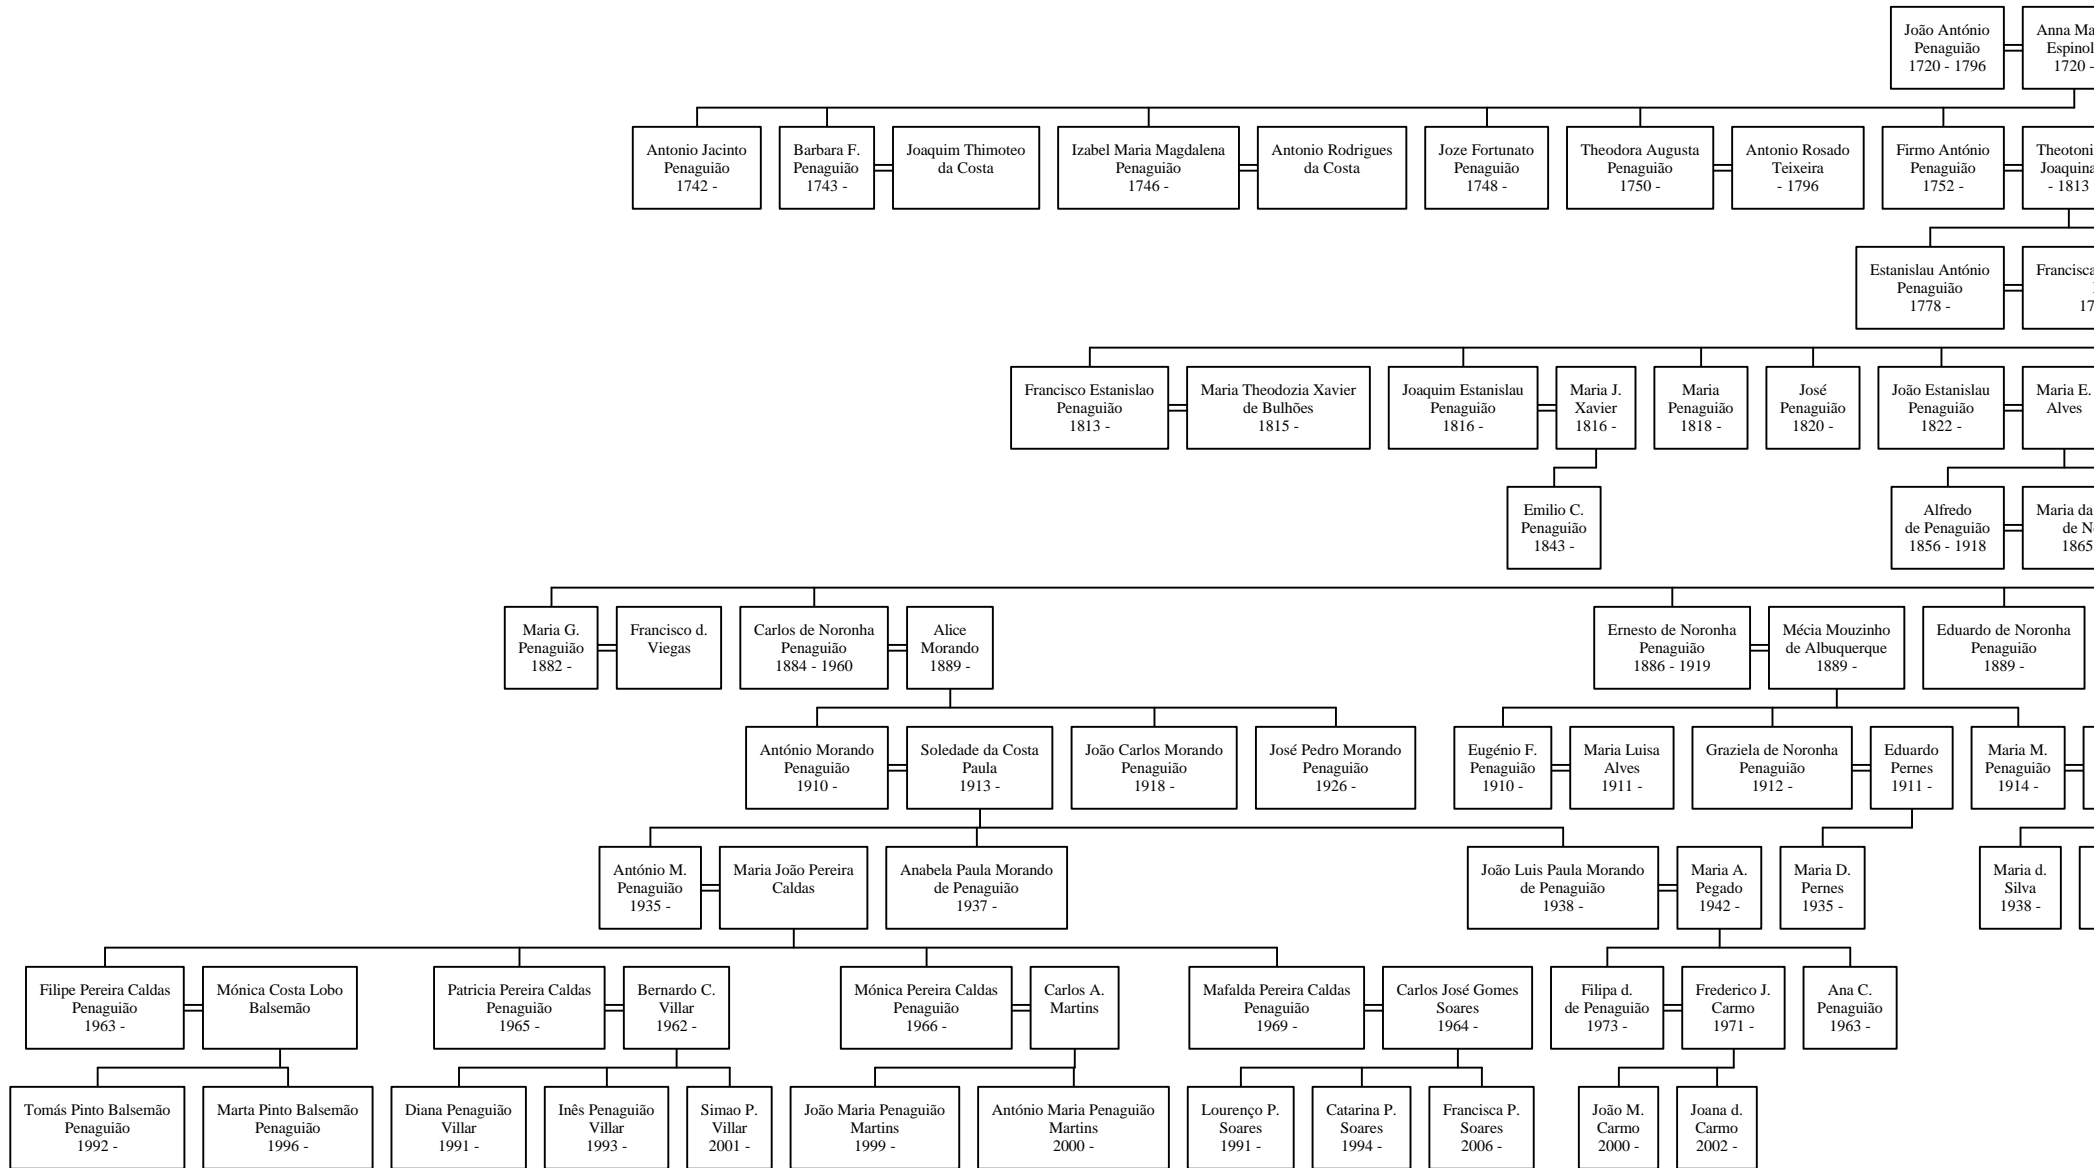 João António
Penaguião
1720 - 1796
Anna Ma
Espinol
1720 -
Antonio Jacinto
Penaguião
1742 -
Barbara F.
Penaguião
1743 -
Joaquim Thimoteo
da Costa
Izabel Maria Magdalena
Penaguião
1746 -
Antonio Rodrigues
da Costa
Joze Fortunato
Penaguião
1748 -
Theodora Augusta
Penaguião
1750 -
Antonio Rosado
Teixeira
- 1796
Firmo António
Penaguião
1752 -
Theotoni
Joaquina
- 1813
Estanislau António
Penaguião
1778 -
Francisca
17
Francisco Estanislao
Penaguião
1813 -
Maria Theodozia Xavier
de Bulhões
1815 -
Joaquim Estanislau
Penaguião
1816 -
Maria J.
Xavier
1816 -
Maria
Penaguião
1818 -
José
Penaguião
1820 -
João Estanislau
Penaguião
1822 -
Maria E.
Alves
Emilio C.
Penaguião
1843 -
Alfredo
de Penaguião
1856 - 1918
Maria da
de N
1865
Maria G.
Penaguião
1882 -
Francisco d.
Viegas
Carlos de Noronha
Penaguião
1884 - 1960
Alice
Morando
1889 -
Ernesto de Noronha
Penaguião
1886 - 1919
Mécia Mouzinho
de Albuquerque
1889 -
Eduardo de Noronha
Penaguião
1889 -
António Morando
Penaguião
1910 -
Soledade da Costa
Paula
1913 -
João Carlos Morando
Penaguião
1918 -
José Pedro Morando
Penaguião
1926 -
Eugénio F.
Penaguião
1910 -
Maria Luisa
Alves
1911 -
Graziela de Noronha
Penaguião
1912 -
Eduardo
Pernes
1911 -
Maria M.
Penaguião
1914 -
António M.
Penaguião
1935 -
Maria João Pereira
Caldas
Anabela Paula Morando
de Penaguião
1937 -
João Luis Paula Morando
de Penaguião
1938 -
Maria A.
Pegado
1942 -
Maria D.
Pernes
1935 -
Maria d.
Silva
1938 -
Filipe Pereira Caldas
Penaguião
1963 -
Mónica Costa Lobo
Balsemão
Patricia Pereira Caldas
Penaguião
1965 -
Bernardo C.
Villar
1962 -
Mónica Pereira Caldas
Penaguião
1966 -
Carlos A.
Martins
Mafalda Pereira Caldas
Penaguião
1969 -
Carlos José Gomes
Soares
1964 -
Filipa d.
de Penaguião
1973 -
Frederico J.
Carmo
1971 -
Ana C.
Penaguião
1963 -
Tomás Pinto Balsemão
Penaguião
1992 -
Marta Pinto Balsemão
Penaguião
1996 -
Diana Penaguião
Villar
1991 -
Inês Penaguião
Villar
1993 -
Simao P.
Villar
2001 -
João Maria Penaguião
Martins
1999 -
António Maria Penaguião
Martins
2000 -
Lourenço P.
Soares
1991 -
Catarina P.
Soares
1994 -
Francisca P.
Soares
2006 -
João M.
Carmo
2000 -
Joana d.
Carmo
2002 -